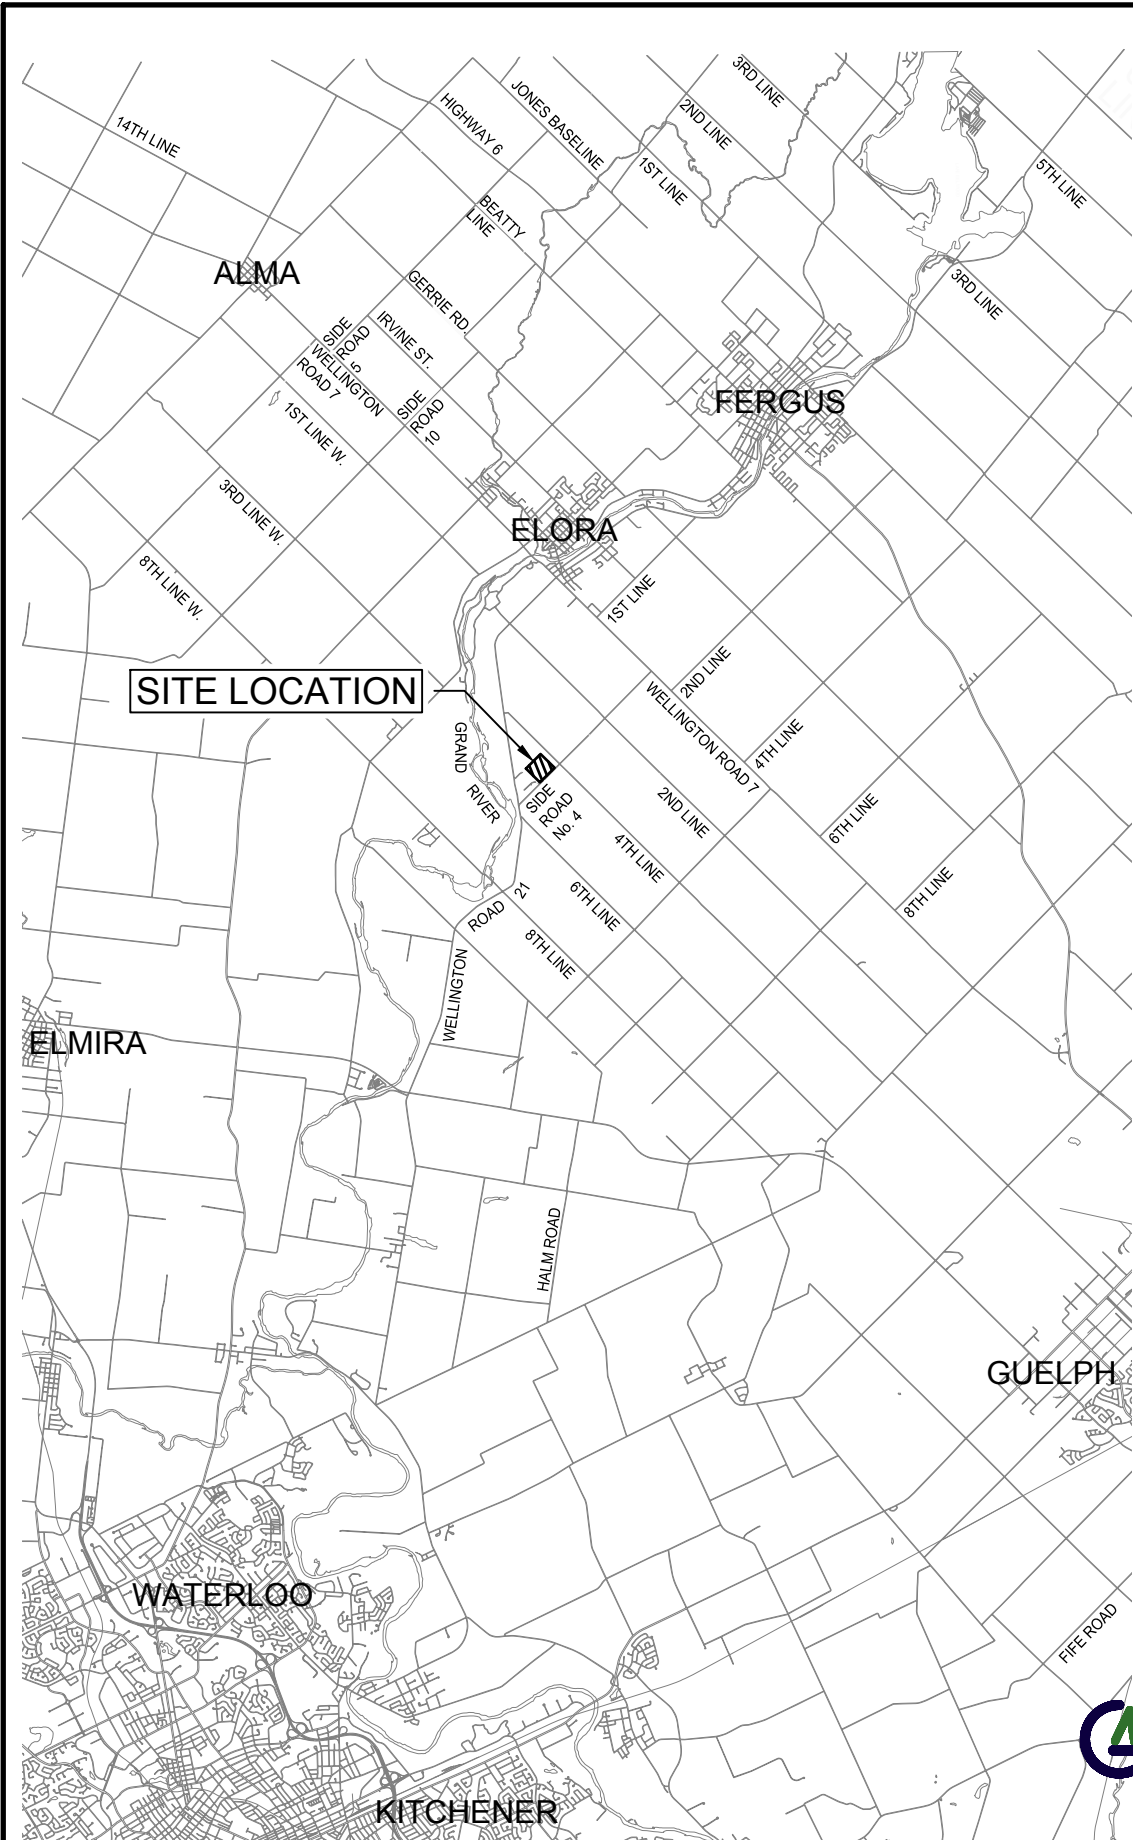 3RD LINE
JONES BASELINE
HIGHWAY 6
2ND LINE
14TH LINE
1ST LINE
5TH LINE
BEATTY
LINE
ALMA
GERRIE RD.
3RD LINE
SIDE
ROAD
5
IRVINE ST.
WELLINGTON
ROAD 7
FERGUS
SIDE
ROAD
10
1ST LINE W.
3RD LINE W.
ELORA
8TH LINE W.
1ST LINE
2ND LINE
SITE LOCATION
WELLINGTON ROAD 7
GRAND
RIVER
4TH LINE
SIDE
ROAD
No. 4
2ND LINE
6TH LINE
4TH LINE
8TH LINE
6TH LINE
ROAD 21
8TH LINE
WELLINGTON
ELMIRA
HALM ROAD
GUELPH
WATERLOO
FIFE ROAD
KITCHENER